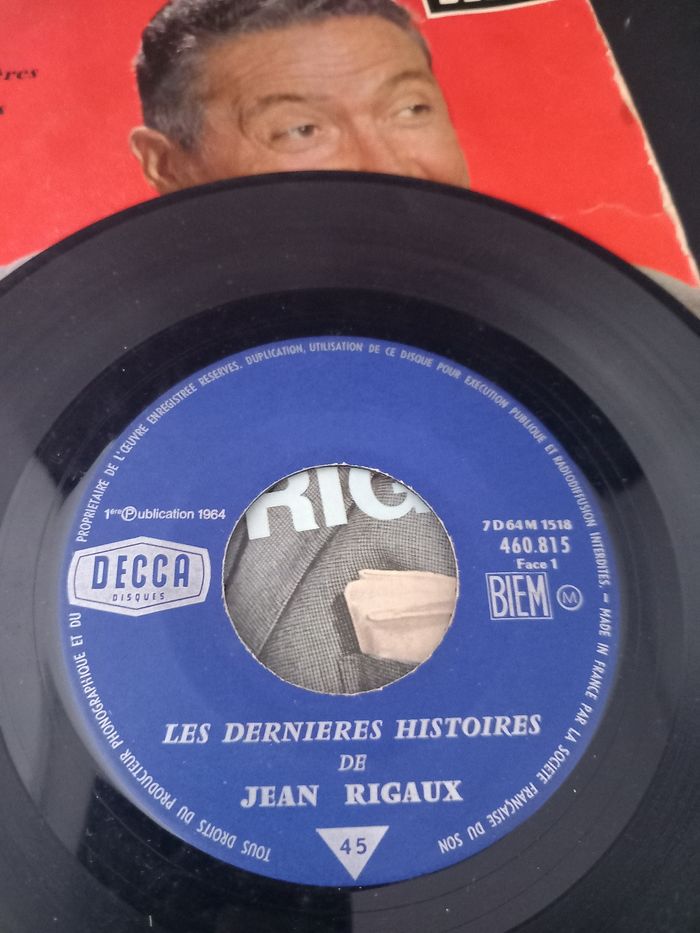 ères
RIG
PROPRIETAIRE DE L'ŒUVRE ENREGISTREE RESERVES. DUPLICATION, UTILISATION DE CE DISQUE POUR EXECUTION PUBLIQUE ET RADIODIFFUSION INTERDITES. – MADE IN FRANCE PAR LA SOCIETE FRANÇAISE DU SON
TOUS DROITS DU PRODUCTEUR PHONOGRAPHIQUE ET DU
1ère Ⓟublication 1964
DECCA
DISQUES
7 D 64 M 1518
460.815
Face 1
BIEM Ⓜ
LES DERNIERES HISTOIRES
DE
JEAN RIGAUX
45